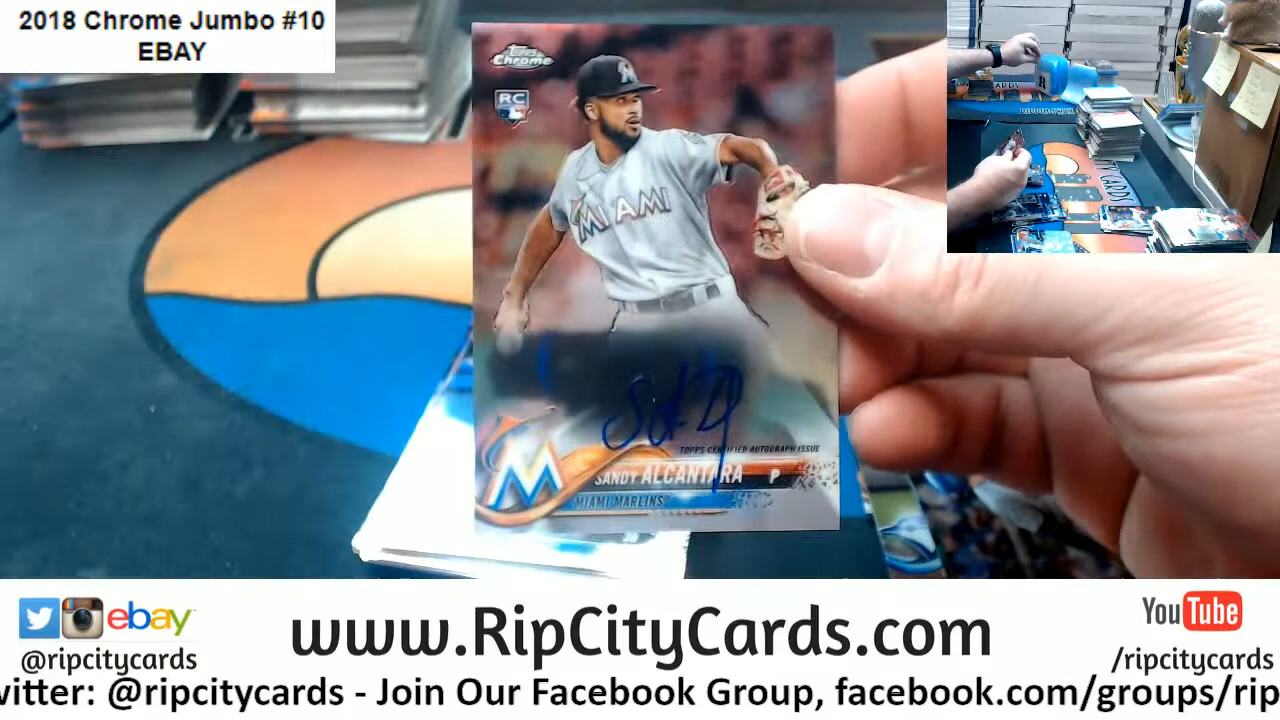 2018 Chrome Jumbo #10
EBAY
Topps
Chrome
RC
MIAMI
TOPPS CERTIFIED AUTOGRAPH ISSUE
SANDY ALCANTARA P
MIAMI MARLINS
ebay
@ripcitycards
www.RipCityCards.com
YouTube
/ripcitycards
witter: @ripcitycards - Join Our Facebook Group, facebook.com/groups/rip